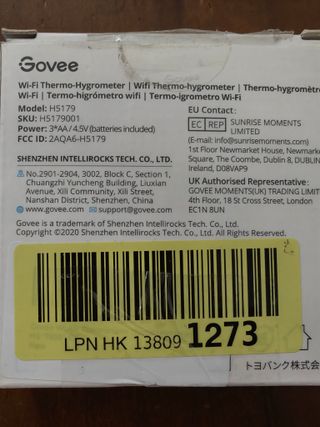 Govee
Wi-Fi Thermo-Hygrometer | Wifi Thermo-hygrometer | Thermo-hygromètre
Wi-Fi | Termo-higrómetro wifi | Termo-igrometro Wi-Fi
Model: H5179
SKU: H5179001
Power: 3*AA/4.5V (batteries included)
FCC ID: 2AQA6-H5179
SHENZHEN INTELLIROCKS TECH. CO., LTD.
No.2901-2904, 3002, Block C, Section 1,
Chuangzhi Yuncheng Building, Liuxian
Avenue, Xili Community, Xili Street,
Nanshan District, Shenzhen, China
www.govee.com support@govee.com
EU Contact :
EC REP SUNRISE MOMENTS
LIMITED
(E-mail: info@sunrisemoments.com)
1st Floor Newmarket House, Newmarket
Square, The Coombe, Dublin 8, DUBLIN
Ireland, D08VAP9
UK Authorised Representative :
GOVEE MOMENTS(UK) TRADING LIMITED
4th Floor, 18 St Cross Street, London
EC1N 8UN
Govee is a trademark of Shenzhen Intellirocks Tech. Co., Ltd.
Copyright ©2020 Shenzhen Intellirocks Tech. Co., Ltd.
LPN HK 13809 1273
トヨバンク株式会